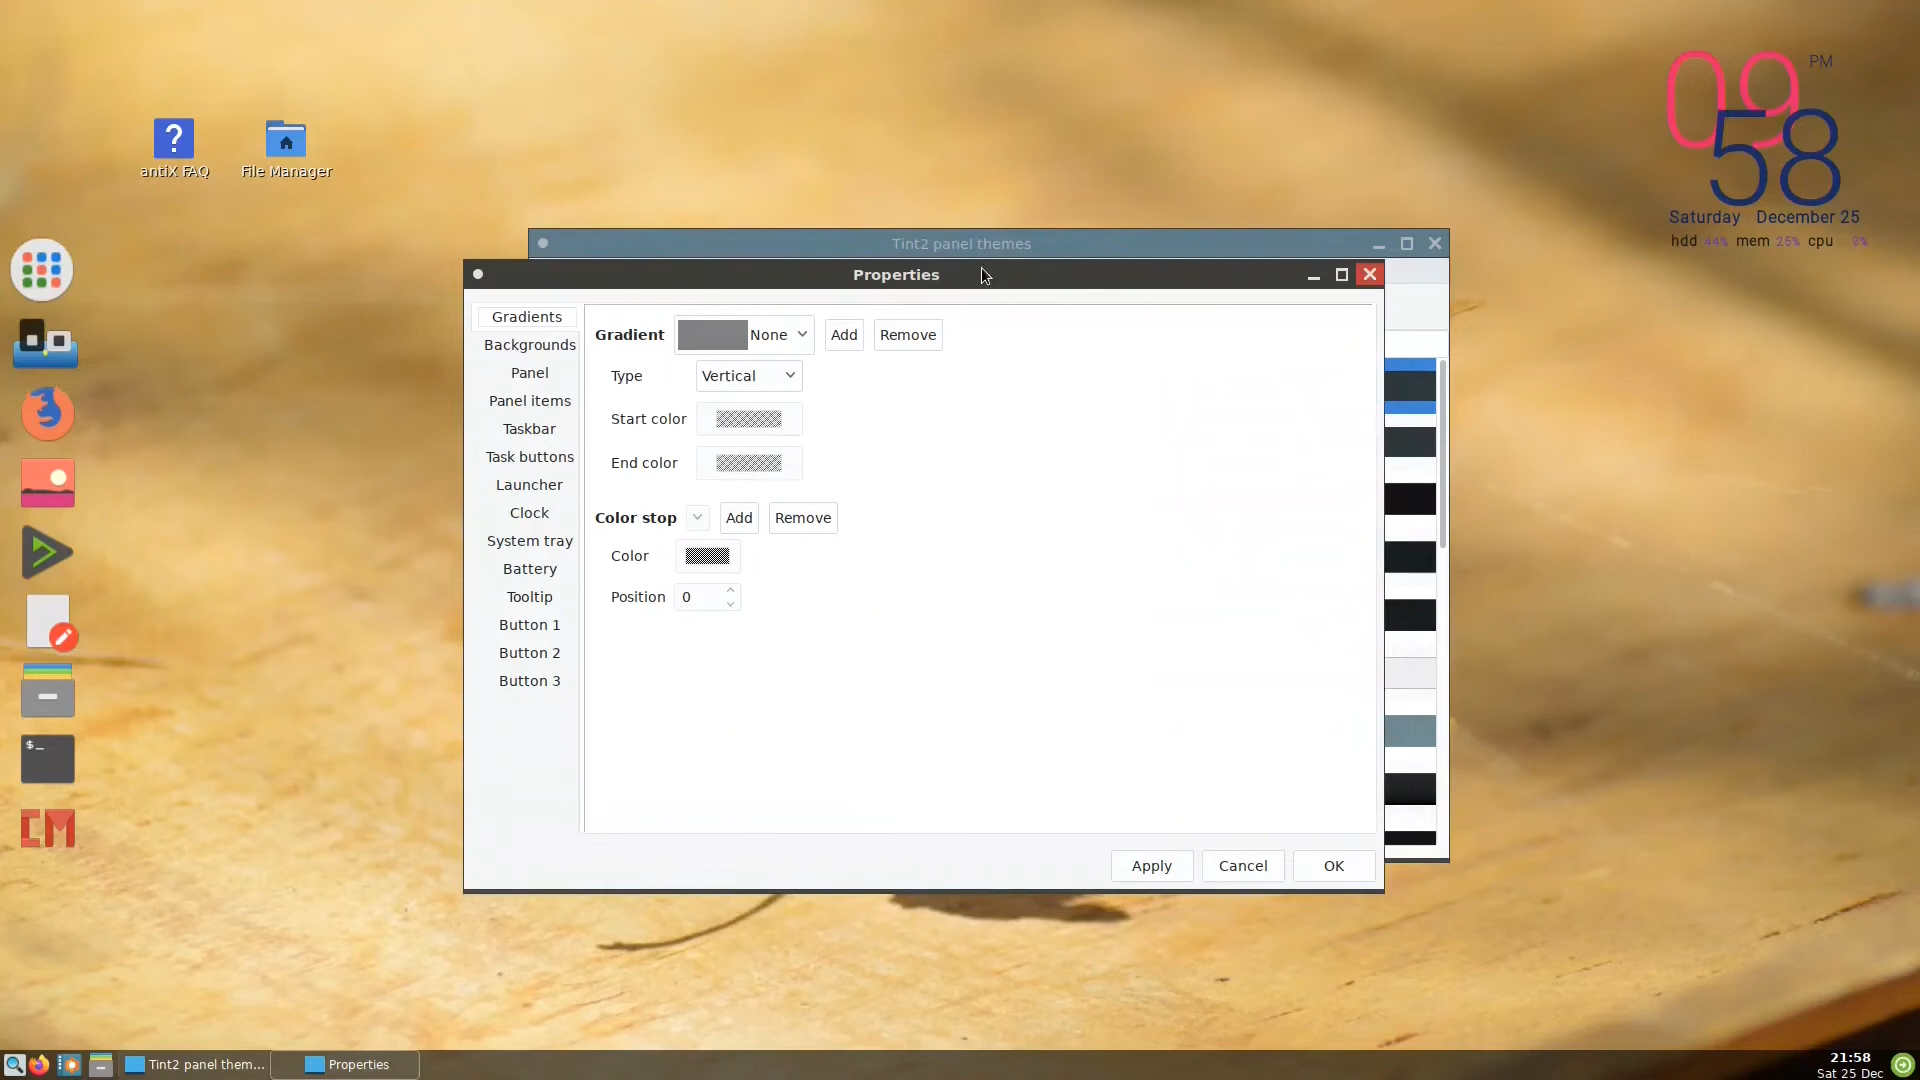 09 PM
58
Saturday December 25
hdd 44% mem 25% cpu 8%
antiX FAQ
File Manager
Tint2 panel themes
Properties
Gradients
Backgrounds
Panel
Panel items
Taskbar
Task buttons
Launcher
Clock
System tray
Battery
Tooltip
Button 1
Button 2
Button 3
Gradient None Add Remove
Type Vertical
Start color
End color
Color stop Add Remove
Color
Position 0
Apply Cancel OK
$_
Tint2 panel them...
Properties
21:58
Sat 25 Dec